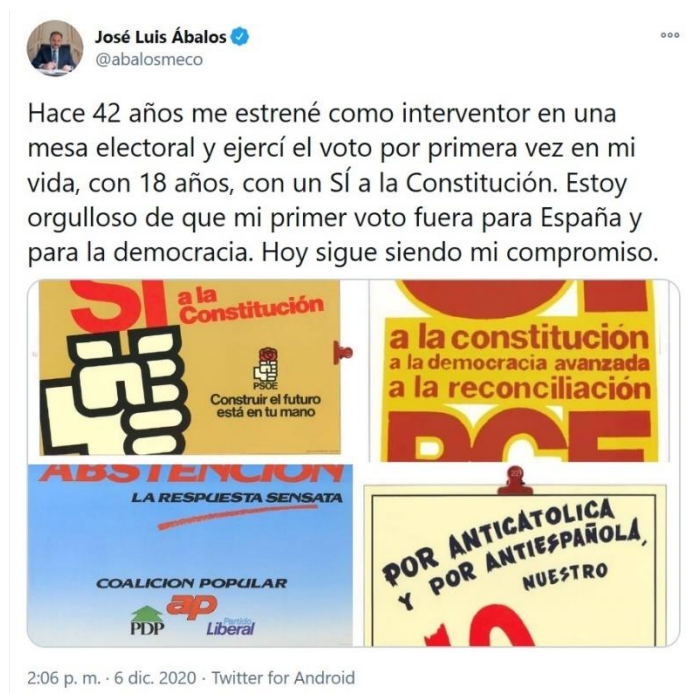 José Luis Ábalos
@abalosmeco
Hace 42 años me estrené como interventor en una
mesa electoral y ejercí el voto por primera vez en mi
vida, con 18 años, con un SÍ a la Constitución. Estoy
orgulloso de que mi primer voto fuera para España y
para la democracia. Hoy sigue siendo mi compromiso.
SI
a la
Constitución
PSOE
Construir el futuro
está en tu mano
a la constitución
a la democracia avanzada
a la reconciliación
PCE
ABSTENCION
LA RESPUESTA SENSATA
COALICION POPULAR
PDP
ap
Partido
Liberal
POR ANTICATOLICA
Y POR ANTIESPAÑOLA,
NUESTRO
2:06 p. m. · 6 dic. 2020 · Twitter for Android